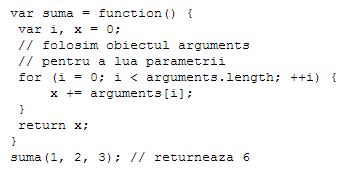 var suma = function() {
 var i, x = 0;
 // folosim obiectul arguments
 // pentru a lua parametrii
 for (i = 0; i < arguments.length; ++i) {
     x += arguments[i];
 }
 return x;
}
suma(1, 2, 3); // returneaza 6